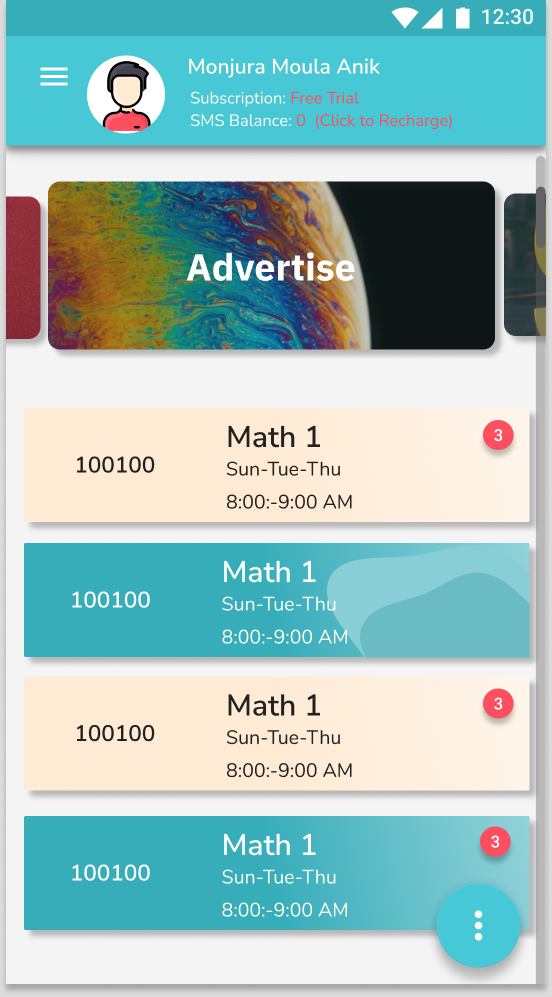 12:30
Monjura Moula Anik
Subscription: Free Trial
SMS Balance: 0 (Click to Recharge)
Advertise
Math 1
3
100100
Sun-Tue-Thu
8:00:-9:00 AM
Math 1
100100
Sun-Tue-Thu
8:00:-9:00 AM
Math 1
3
100100
Sun-Tue-Thu
8:00:-9:00 AM
Math 1
3
100100
Sun-Tue-Thu
8:00:-9:00 AM